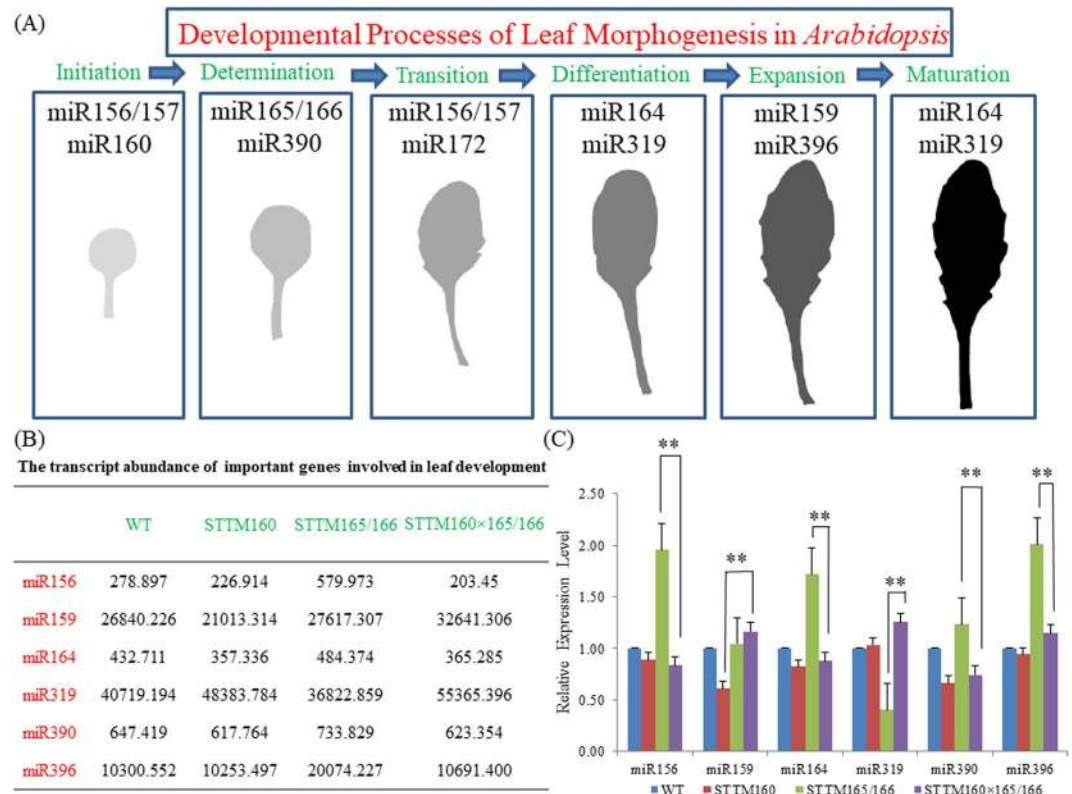 (A)
Developmental Processes of Leaf Morphogenesis in Arabidopsis
Initiation Determination Transition Differentiation Expansion Maturation
miR156/157 miR165/166 miR156/157 miR164 miR159 miR164
miR160 miR390 miR172 miR319 miR396 miR319
(B)
The transcript abundance of important genes involved in leaf development
WT STTM160 STTM165/166 STTM160×165/166
miR156 278.897 226.914 579.973 203.45
miR159 26840.226 21013.314 27617.307 32641.306
miR164 432.711 357.336 484.374 365.285
miR319 40719.194 48383.784 36822.859 55365.396
miR390 647.419 617.764 733.829 623.354
miR396 10300.552 10253.497 20074.227 10691.400
(C)
Relative Expression Level
2.50
2.00
1.50
1.00
0.50
0.00
**
**
**
**
**
**
miR156 miR159 miR164 miR319 miR390 miR396
WT STTM160 STTM165/166 STTM160×165/166